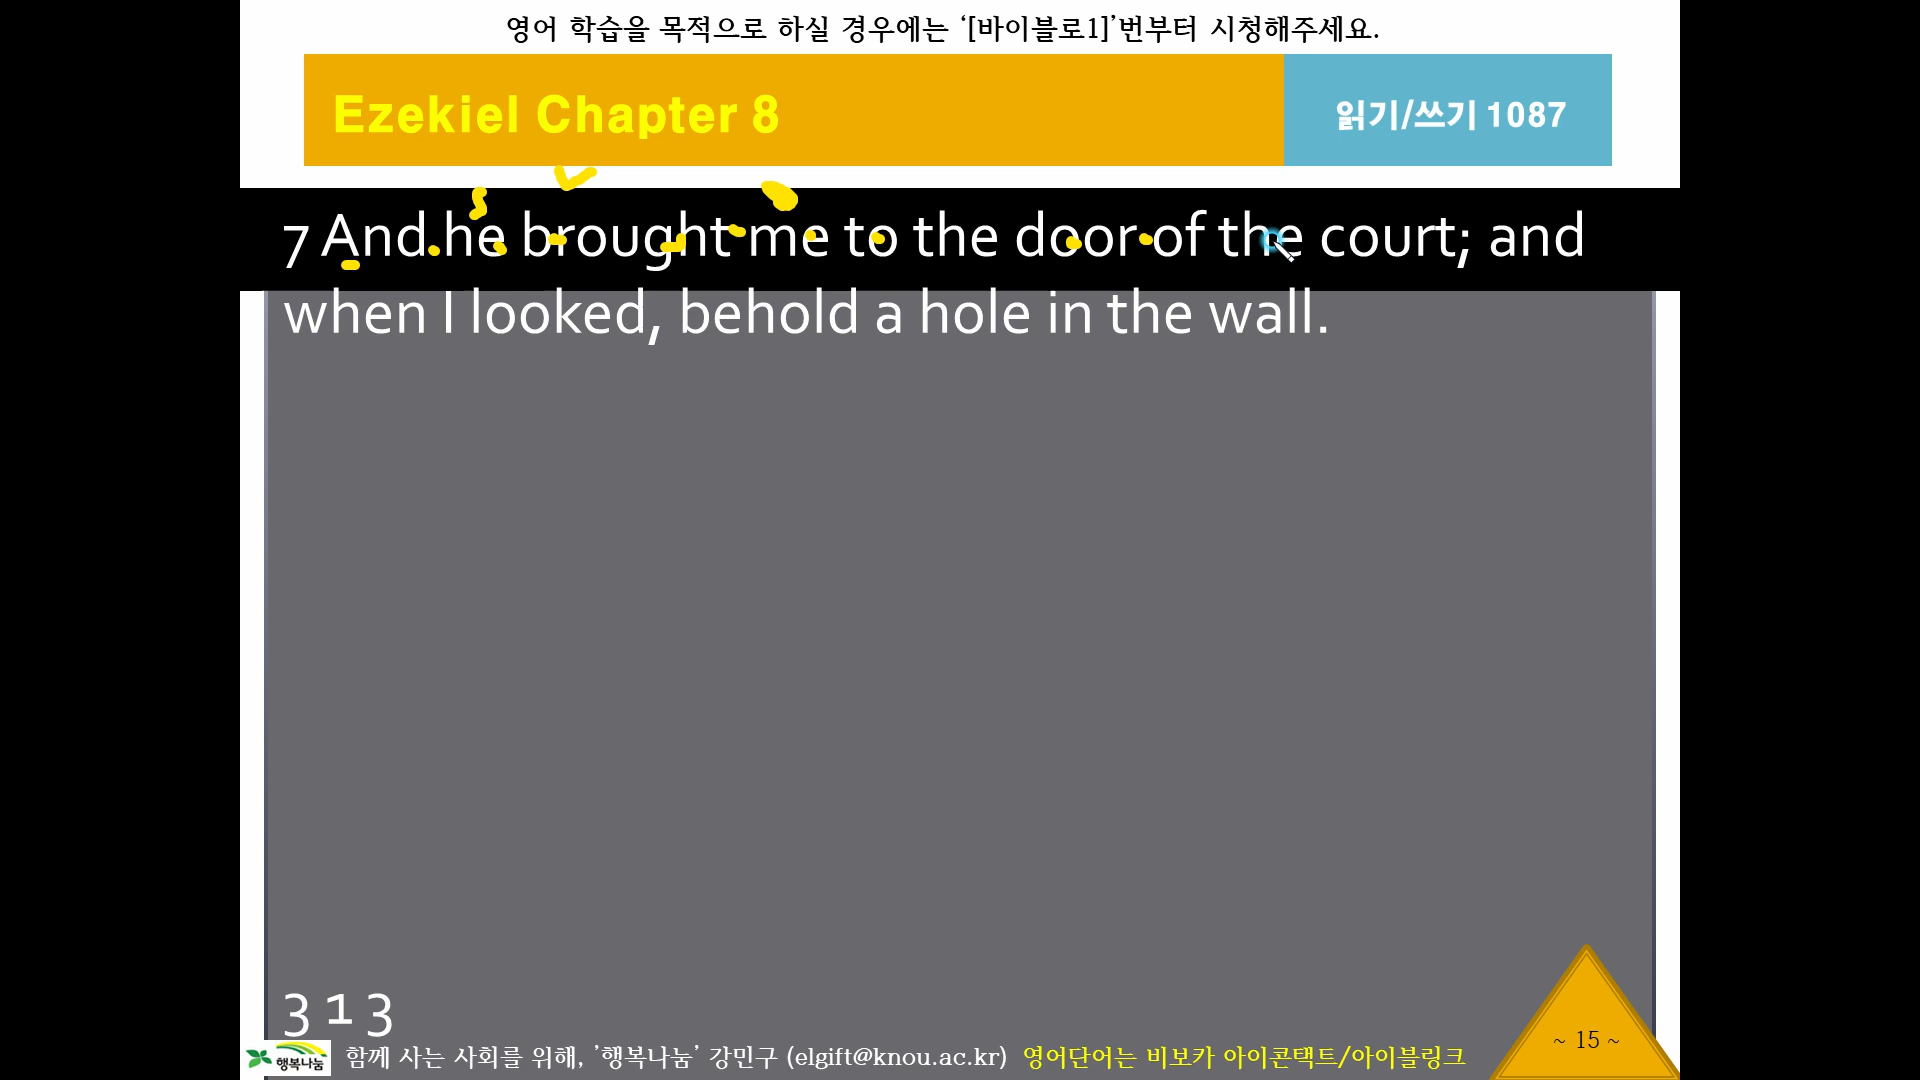 영어 학습을 목적으로 하실 경우에는 ‘[바이블로1]’번부터 시청해주세요.
Ezekiel Chapter 8
읽기/쓰기 1087
7 And he brought me to the door of the court; and
when I looked, behold a hole in the wall.
3 1 3
~ 15 ~
행복나눔
함께 사는 사회를 위해, ’행복나눔’ 강민구 (elgift@knou.ac.kr) 영어단어는 비보카 아이콘택트/아이블링크